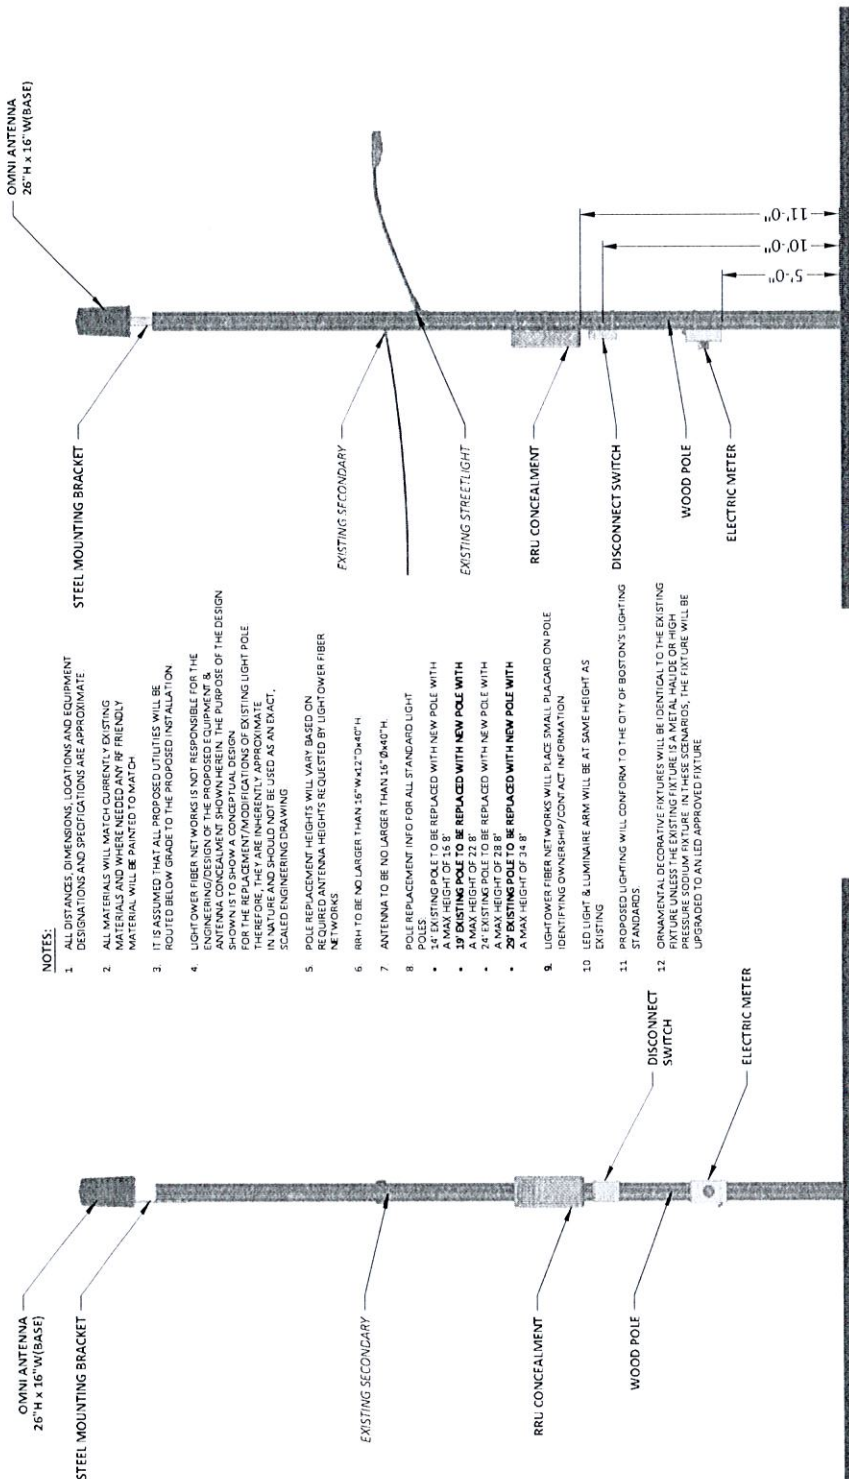 OMNI ANTENNA
26"H x 16"W(BASE)
STEEL MOUNTING BRACKET
EXISTING SECONDARY
RRU CONCEALMENT
WOOD POLE
DISCONNECT
SWITCH
ELECTRIC METER
NOTES:
1 ALL DISTANCES, DIMENSIONS, LOCATIONS AND EQUIPMENT
DESIGNATIONS AND SPECIFICATIONS ARE APPROXIMATE
2. ALL MATERIALS WILL MATCH CURRENTLY EXISTING
MATERIALS AND WHERE NEEDED ANY RF FRIENDLY
MATERIAL WILL BE PAINTED TO MATCH
3. IT IS ASSUMED THAT ALL PROPOSED UTILITIES WILL BE
ROUTED BELOW GRADE TO THE PROPOSED INSTALLATION
4. LIGHTOWER FIBER NETWORKS IS NOT RESPONSIBLE FOR THE
ENGINEERING/DESIGN OF THE PROPOSED EQUIPMENT &
ANTENNA CONCEALMENT SHOWN HEREIN. THE PURPOSE OF THE DESIGN
SHOWN IS TO SHOW A CONCEPTUAL DESIGN
FOR THE REPLACEMENT/MODIFICATIONS OF EXISTING LIGHT POLE
THEREFORE, THEY ARE INHERENTLY APPROXIMATE
IN NATURE AND SHOULD NOT BE USED AS AN EXACT,
SCALED ENGINEERING DRAWING
5 POLE REPLACEMENT HEIGHTS WILL VARY BASED ON
REQUIRED ANTENNA HEIGHTS REQUESTED BY LIGHTOWER FIBER
NETWORKS
6 RRH TO BE NO LARGER THAN 16"Wx12"Dx40"H
7 ANTENNA TO BE NO LARGER THAN 16"Øx40"H.
8 POLE REPLACEMENT INFO FOR ALL STANDARD LIGHT
POLES:
• 14' EXISTING POLE TO BE REPLACED WITH NEW POLE WITH
A MAX HEIGHT OF 16 8'
• 19' EXISTING POLE TO BE REPLACED WITH NEW POLE WITH
A MAX HEIGHT OF 22 8'
• 24' EXISTING POLE TO BE REPLACED WITH NEW POLE WITH
A MAX HEIGHT OF 28 8'
• 29' EXISTING POLE TO BE REPLACED WITH NEW POLE WITH
A MAX HEIGHT OF 34 8'
9. LIGHTOWER FIBER NETWORKS WILL PLACE SMALL PLACARD ON POLE
IDENTIFYING OWNERSHIP/CONTACT INFORMATION
10 LED LIGHT & LUMINAIRE ARM WILL BE AT SAME HEIGHT AS
EXISTING
11 PROPOSED LIGHTING WILL CONFORM TO THE CITY OF BOSTON'S LIGHTING
STANDARDS.
12 ORNAMENTAL DECORATIVE FIXTURES WILL BE IDENTICAL TO THE EXISTING
FIXTURE UNLESS THE EXISTING FIXTURE IS A METAL HALIDE OR HIGH
PRESSURE SODIUM FIXTURE IN THESE SCENARIOS, THE FIXTURE WILL BE
UPGRADED TO AN LED APPROVED FIXTURE
OMNI ANTENNA
26"H x 16"W(BASE)
STEEL MOUNTING BRACKET
EXISTING SECONDARY
EXISTING STREETLIGHT
RRU CONCEALMENT
DISCONNECT SWITCH
WOOD POLE
ELECTRIC METER
5'-0"
10'-0"
11'-0"